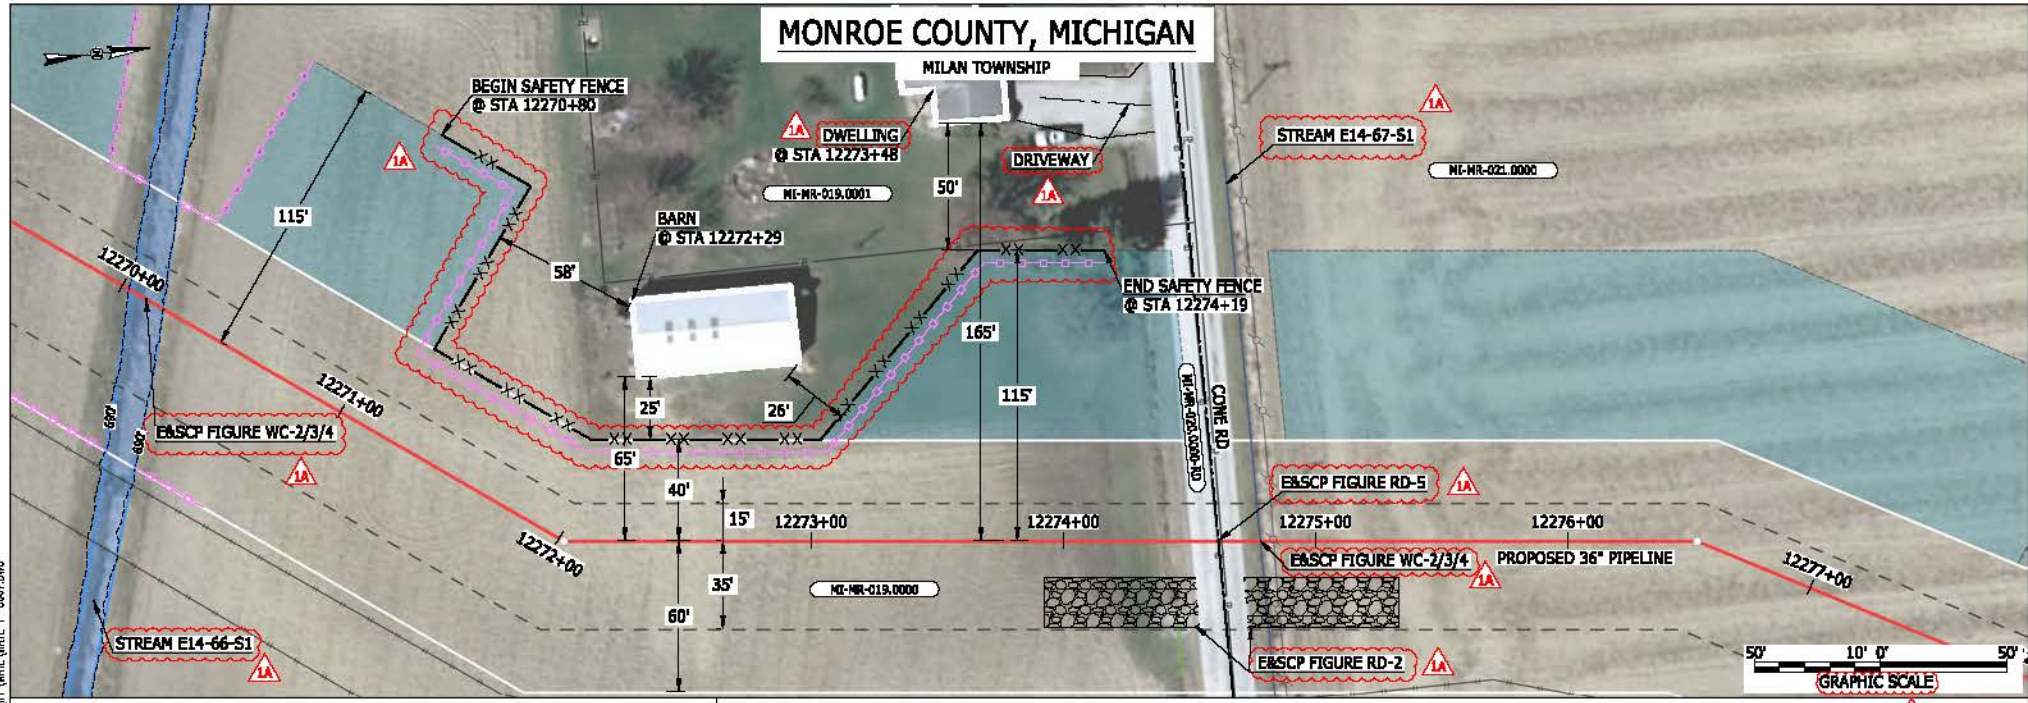 MONROE COUNTY, MICHIGAN
MILAN TOWNSHIP
BEGIN SAFETY FENCE
@ STA 12270+80
1A
1A
DWELLING
@ STA 12273+48
1A
STREAM E14-67-S1
DRIVEWAY
1A
MI-MR-021.0000
MI-MR-019.0001
50'
115'
BARN
@ STA 12272+29
58'
12270+00
END SAFETY FENCE
@ STA 12274+19
165'
115'
12271+00
25'
26'
MI-MR-020.0000-RD
CONE RD
E&SCP FIGURE WC-2/3/4
1A
65'
40'
15'
12273+00
12274+00
12275+00
12276+00
E&SCP FIGURE RD-5
1A
12272+00
E&SCP FIGURE WC-2/3/4
1A
PROPOSED 36" PIPELINE
12277+00
35'
MI-MR-019.0000
60'
STREAM E14-66-S1
1A
E&SCP FIGURE RD-2
1A
50' 10' 0' 50'
GRAPHIC SCALE